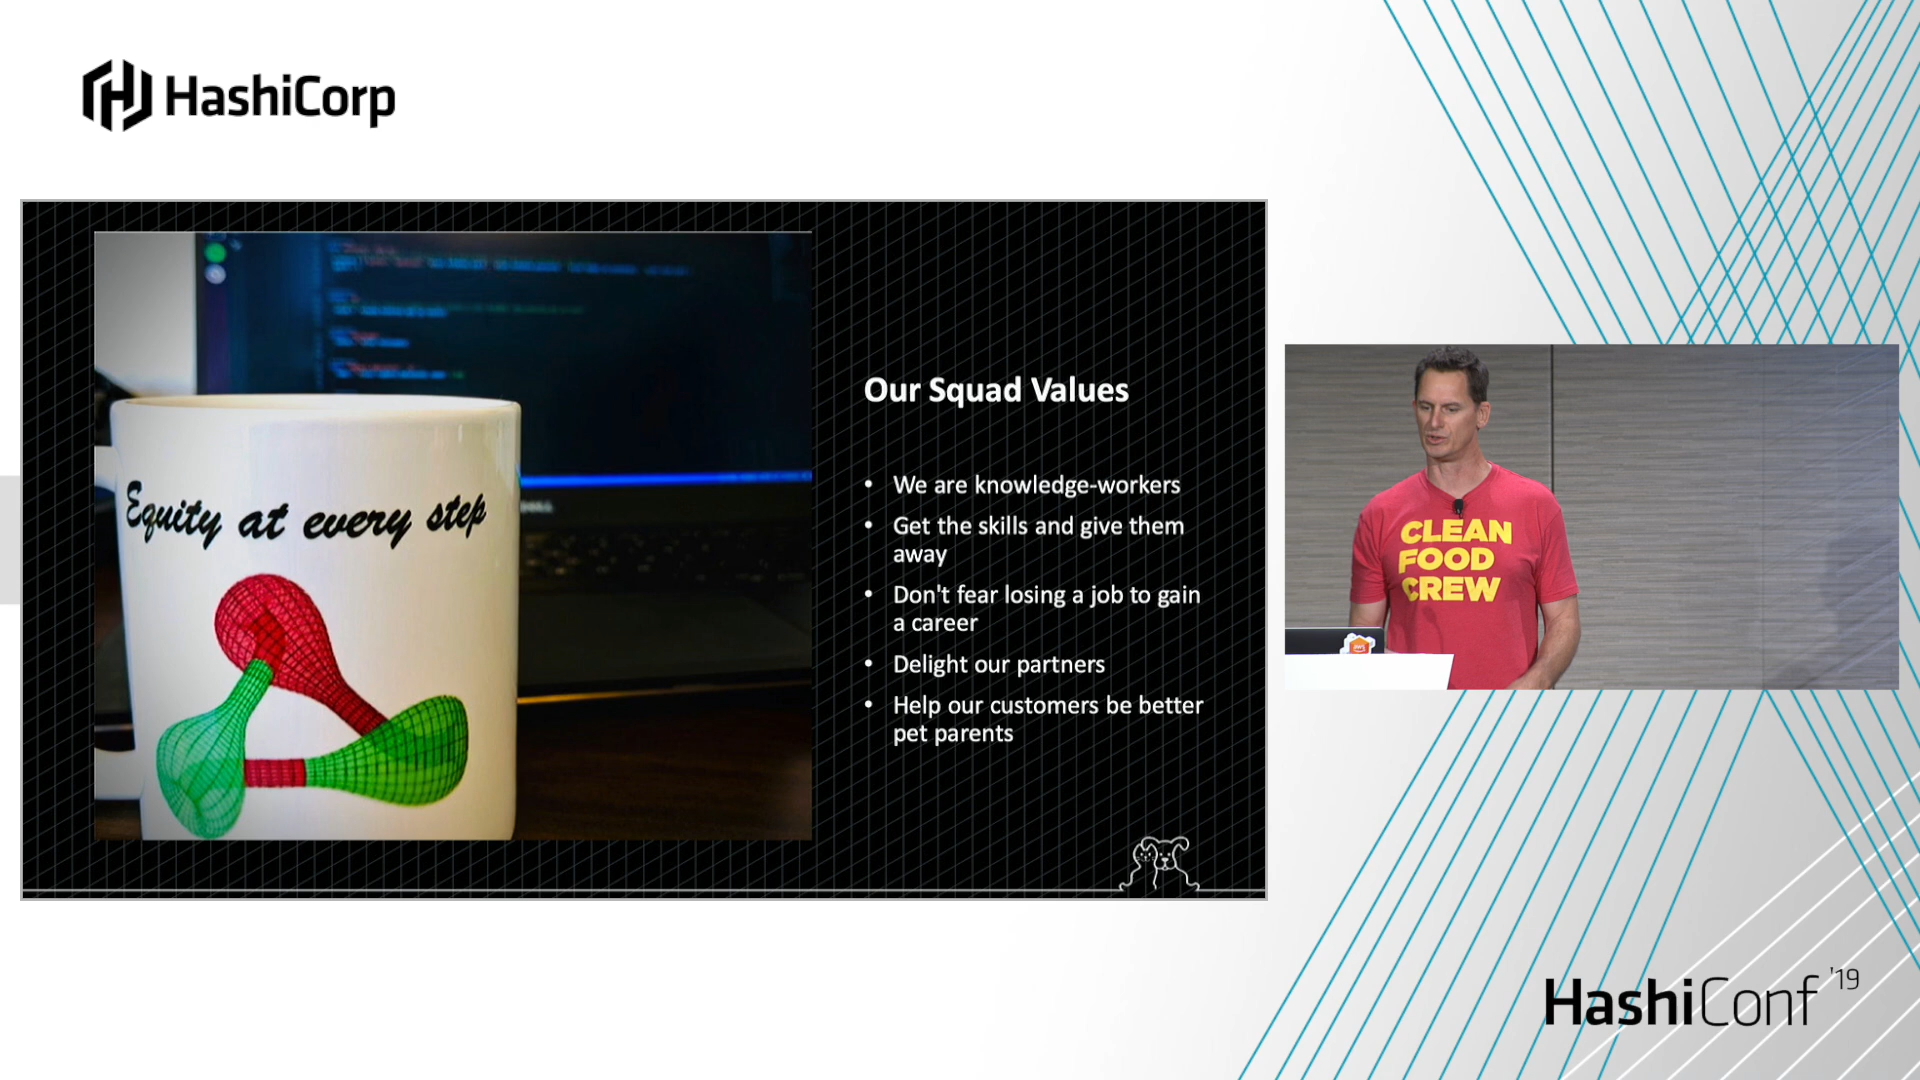 HashiCorp
Equity at every step
Our Squad Values
• We are knowledge-workers
• Get the skills and give them
away
• Don't fear losing a job to gain
a career
• Delight our partners
• Help our customers be better
pet parents
CLEAN
FOOD
CREW
HashiConf '19